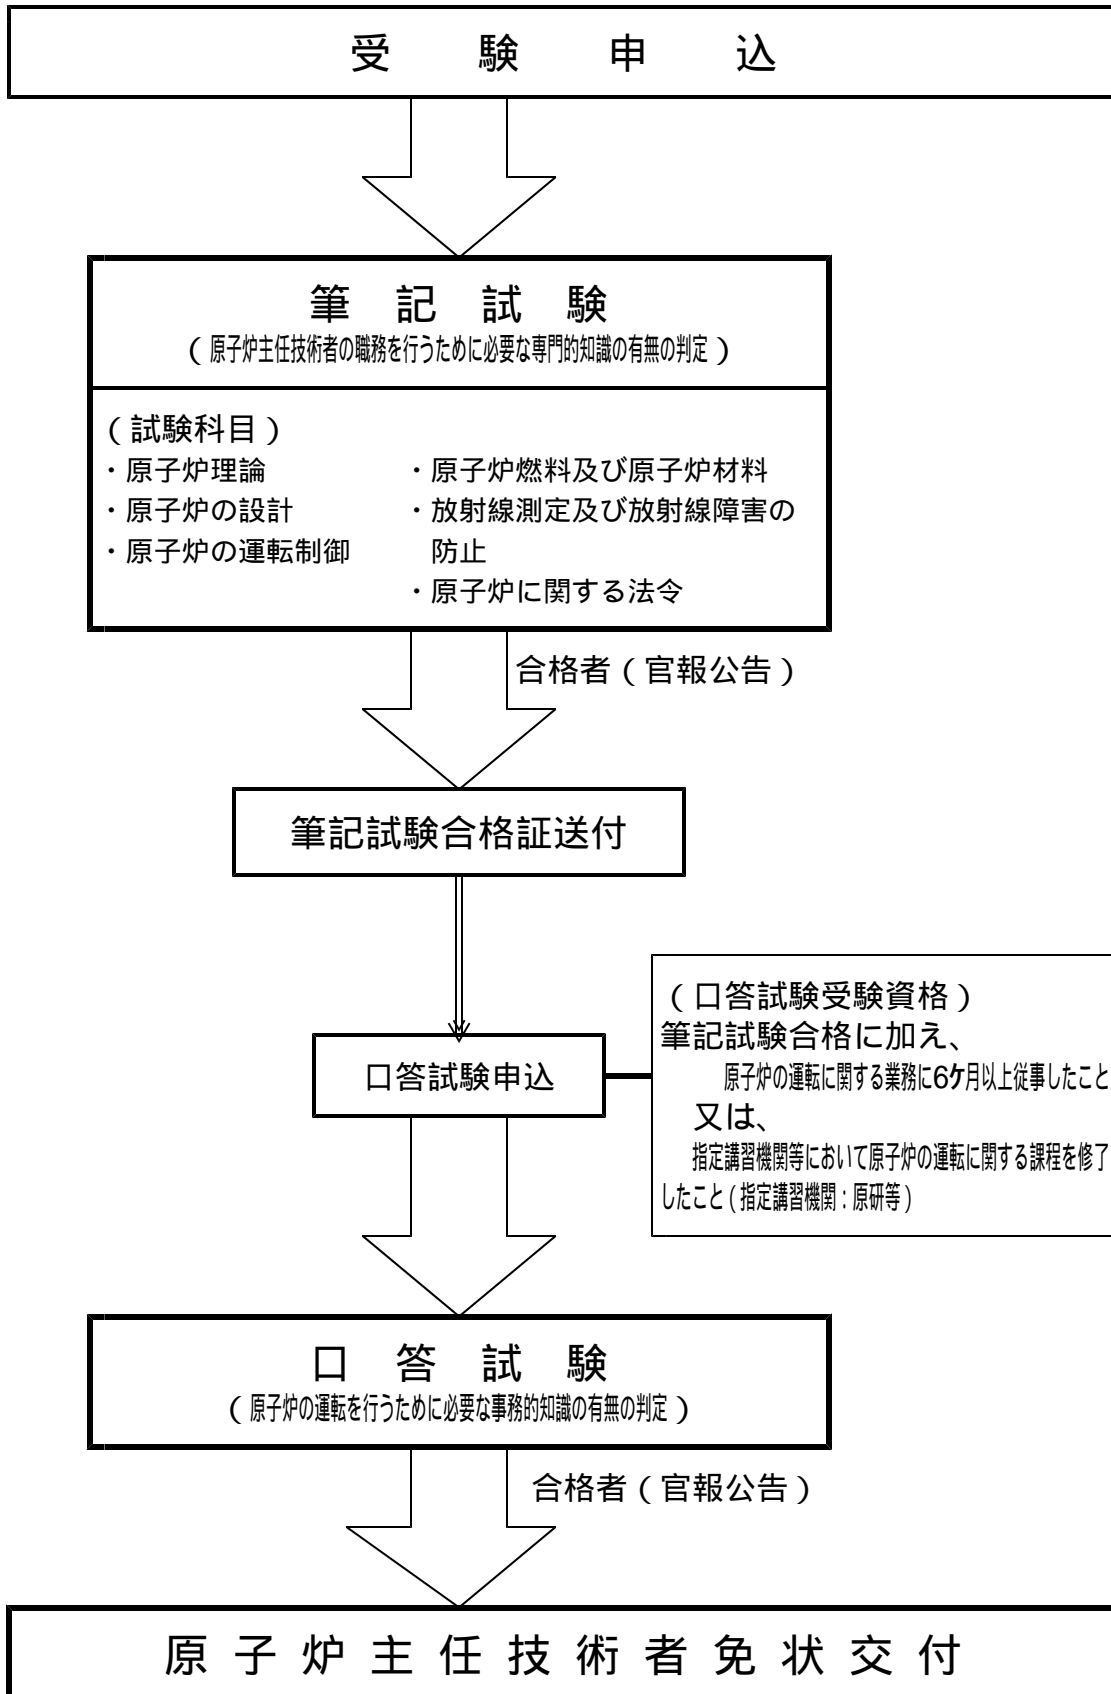 受験申込
筆記試験
（原子炉主任技術者の職務を行うために必要な専門的知識の有無の判定）
（試験科目）
・原子炉理論
・原子炉の設計
・原子炉の運転制御
・原子炉燃料及び原子炉材料
・放射線測定及び放射線障害の
防止
・原子炉に関する法令
合格者（官報公告）
筆記試験合格証送付
口答試験申込
（口答試験受験資格）
筆記試験合格に加え、
原子炉の運転に関する業務に6ケ月以上従事したこと
又は、
指定講習機関等において原子炉の運転に関する課程を修了
したこと（指定講習機関：原研等）
口答試験
（原子炉の運転を行うために必要な事務的知識の有無の判定）
合格者（官報公告）
原子炉主任技術者免状交付